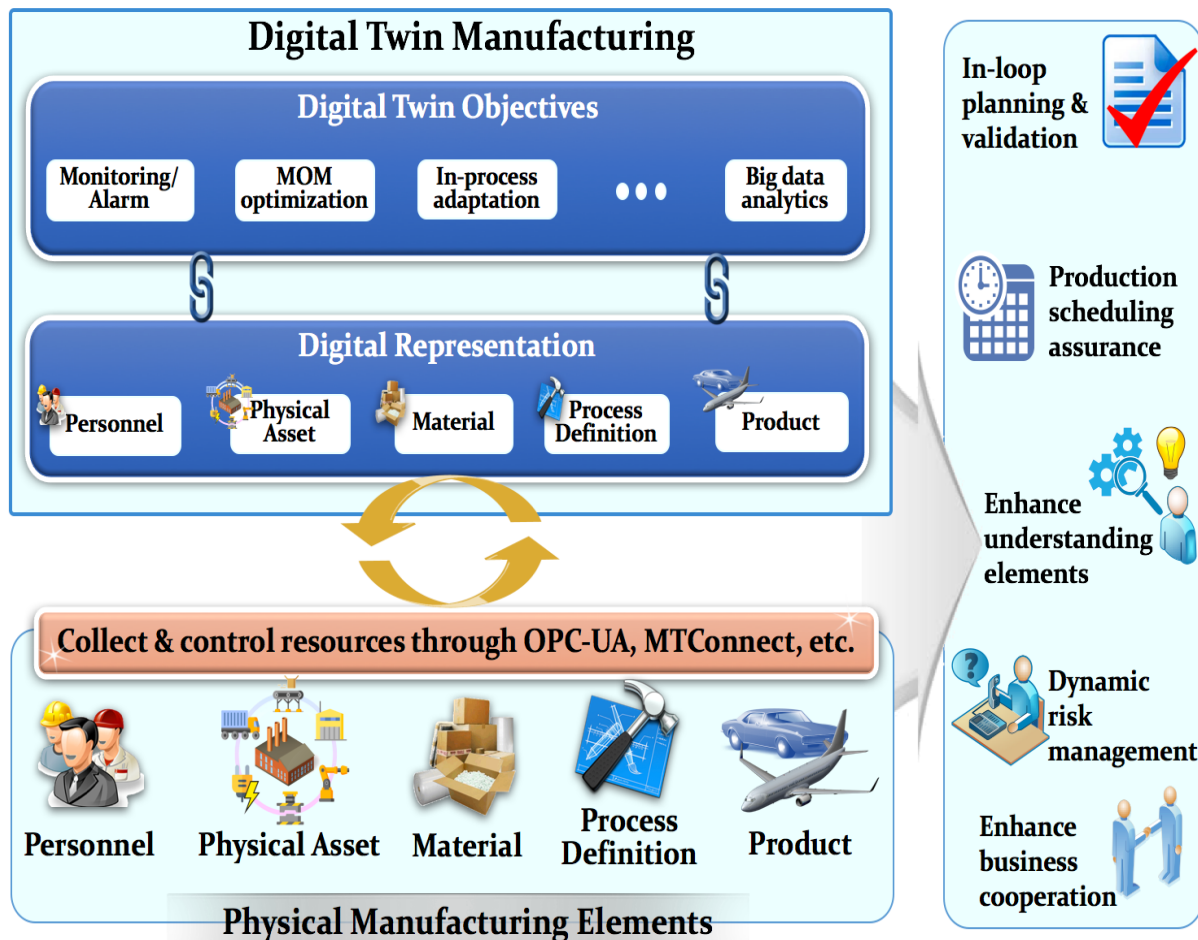 Digital Twin Manufacturing
Digital Twin Objectives
Monitoring/
Alarm
MOM
optimization
In-process
adaptation
•••
Big data
analytics
Digital Representation
Personnel
Physical
Asset
Material
Process
Definition
Product
Collect & control resources through OPC-UA, MTConnect, etc.
Personnel
Physical Asset
Material
Process
Definition
Product
Physical Manufacturing Elements
In-loop
planning &
validation
Production
scheduling
assurance
Enhance
understanding
elements
?
Dynamic
risk
management
Enhance
business
cooperation